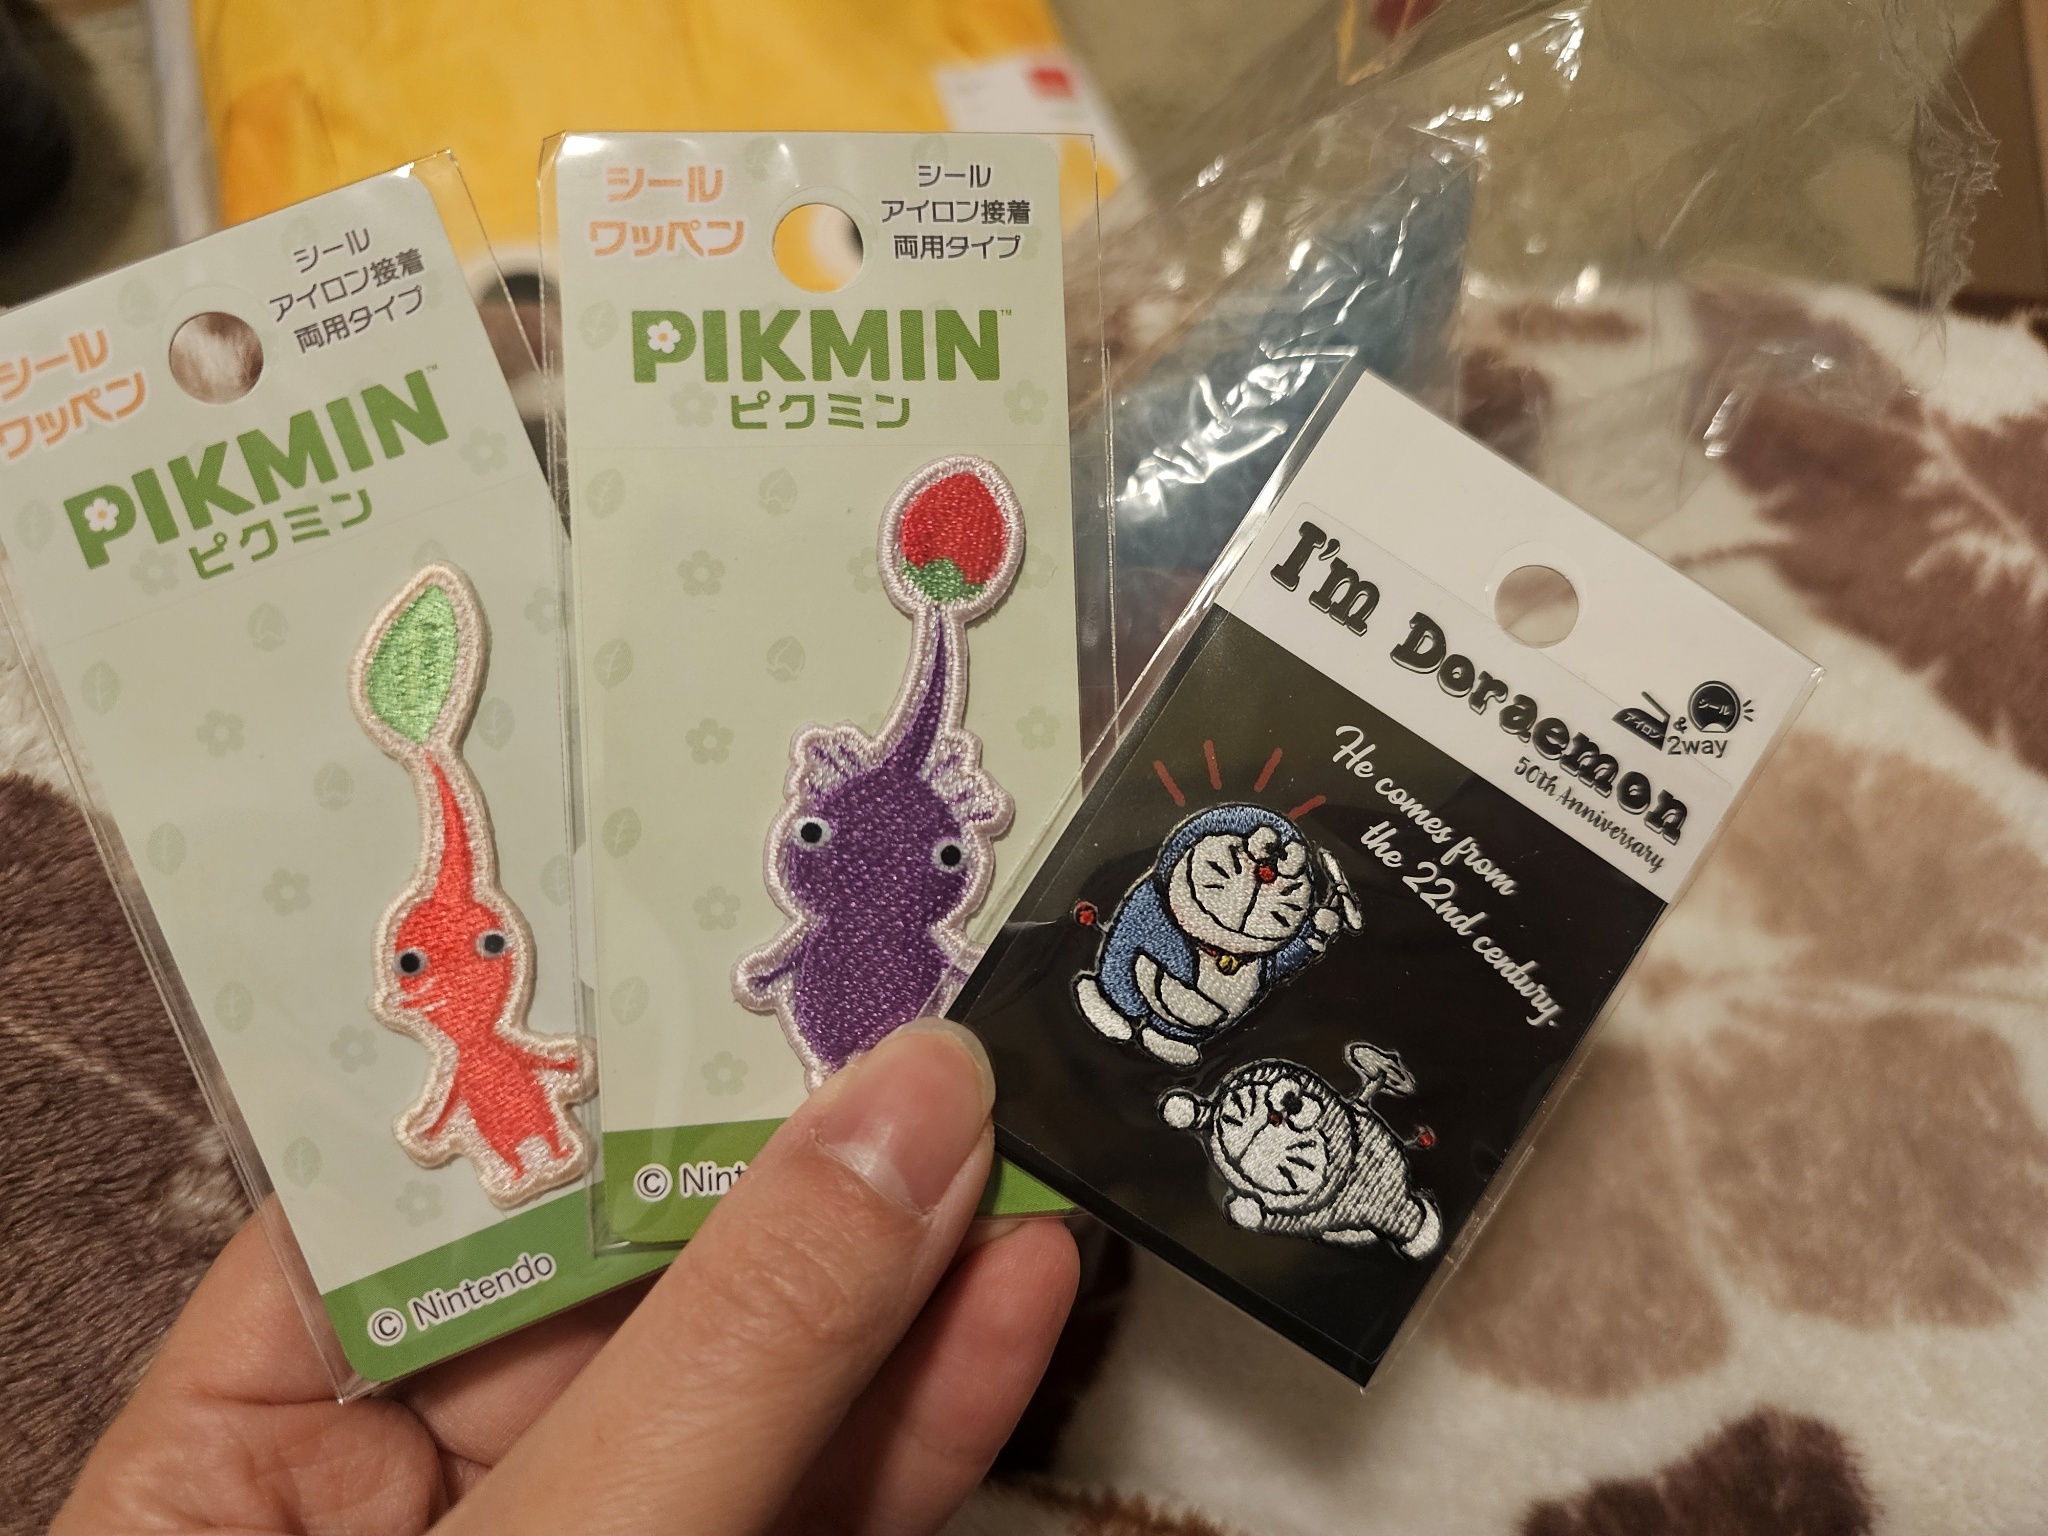 シール
ワッペン
シール
アイロン接着
両用タイプ
PIKMIN™
ピクミン
© Nintendo
シール
ワッペン
シール
アイロン接着
両用タイプ
PIKMIN™
ピクミン
I'm Doraemon
50th Anniversary
アイロン
&
シール
2way
He comes from
the 22nd century.